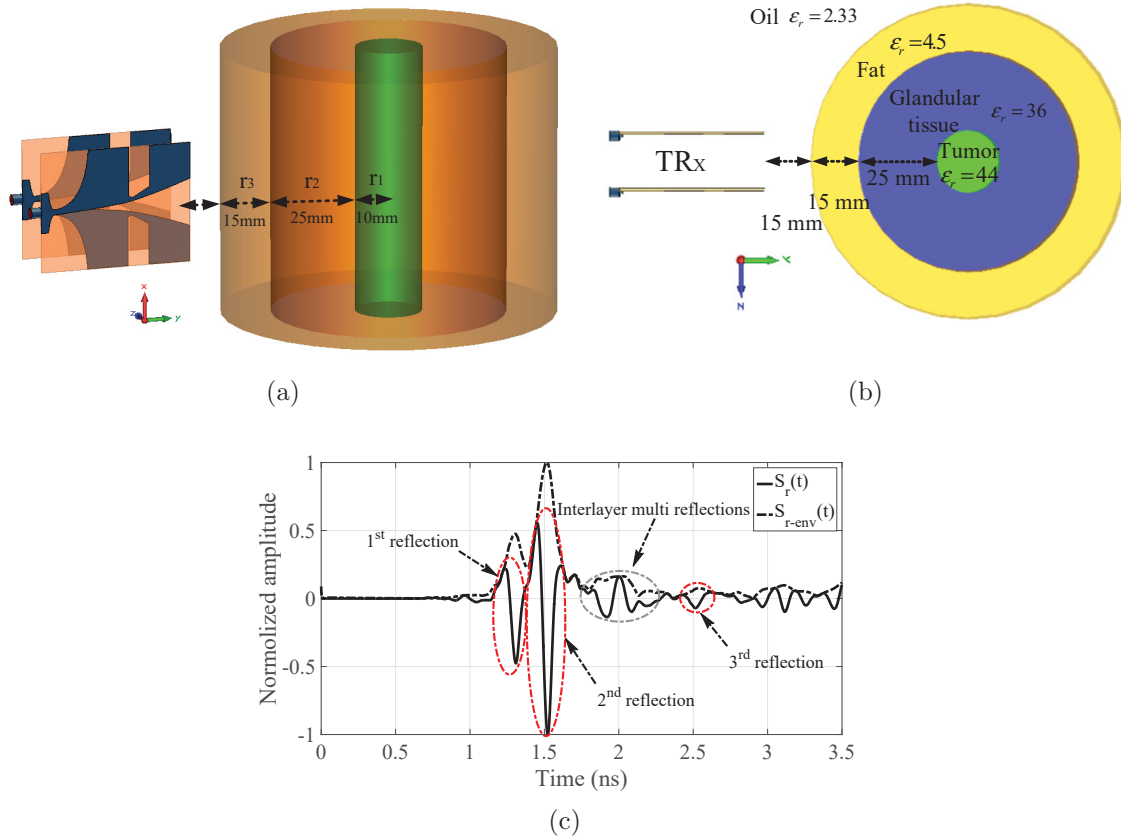 r3
r2
r1
15mm
25mm
10mm
X
Z
Y
(a)
Oil εr =2.33
εr =4.5
Fat
Glandular
tissue
εr =36
Tumor
εr =44
TRX
25 mm
15 mm
15 mm
(b)
1
0.5
0
-0.5
-1
Normolized amplitude
1st reflection
Interlayer multi reflections
Sr(t)
Sr-env(t)
2nd reflection
3rd reflection
0 0.5 1 1.5 2 2.5 3 3.5
Time (ns)
(c)